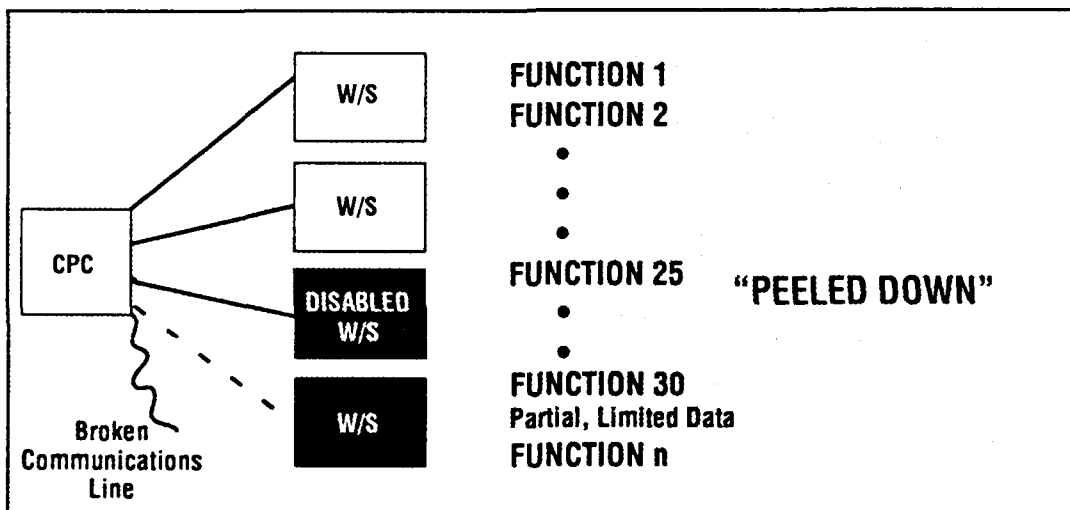 CPC
W/S
W/S
DISABLED
W/S
W/S
Broken
Communications
Line
FUNCTION 1
FUNCTION 2
FUNCTION 25
FUNCTION 30
Partial, Limited Data
FUNCTION n
“PEELED DOWN”